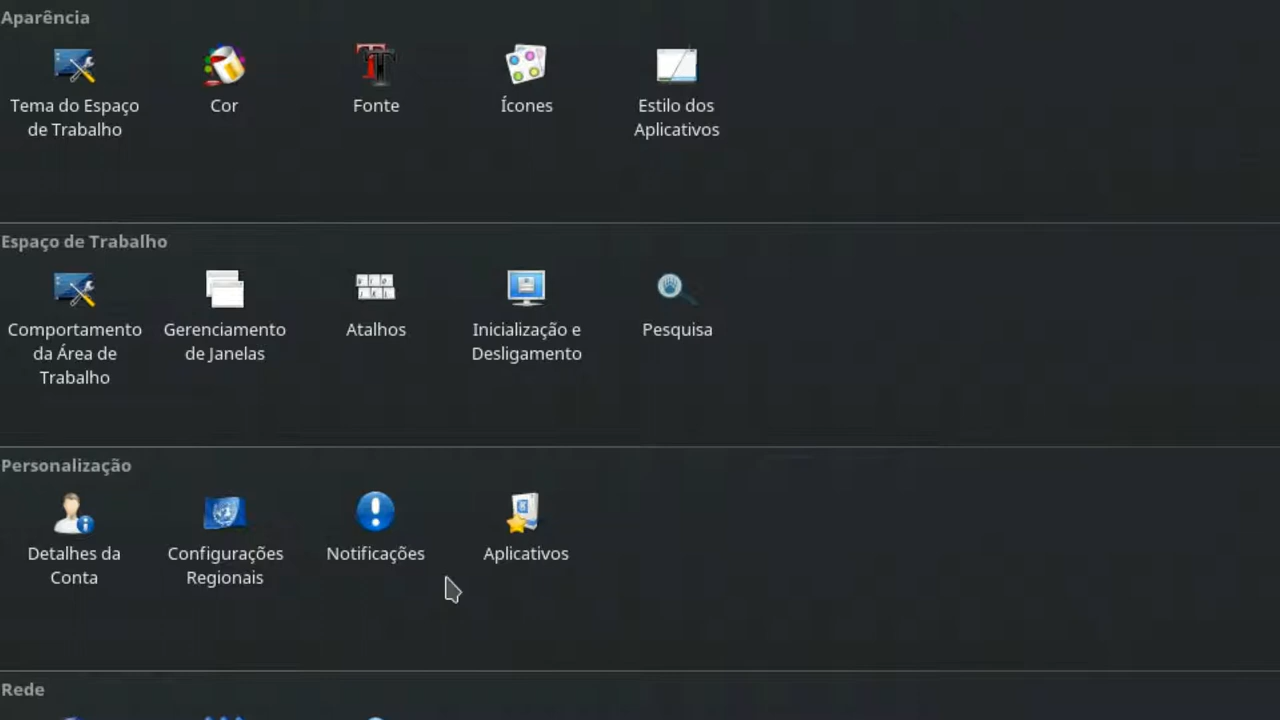 Aparência
Tema do Espaço
de Trabalho
Cor
Fonte
Ícones
Estilo dos
Aplicativos
Espaço de Trabalho
Comportamento
da Área de
Trabalho
Gerenciamento
de Janelas
Atalhos
Inicialização e
Desligamento
Pesquisa
Personalização
Detalhes da
Conta
Configurações
Regionais
Notificações
Aplicativos
Rede